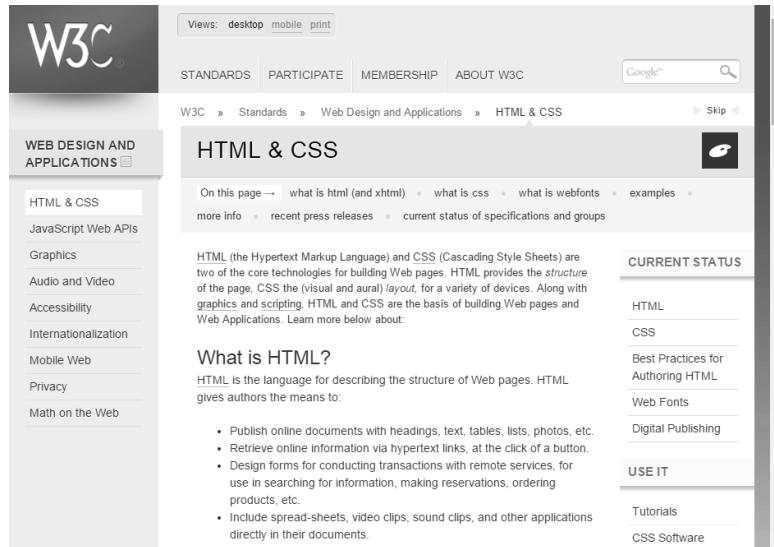 W3C®
Views: desktop mobile print
STANDARDS PARTICIPATE MEMBERSHIP ABOUT W3C
Google™
W3C » Standards » Web Design and Applications » HTML & CSS
Skip
WEB DESIGN AND
APPLICATIONS
HTML & CSS
JavaScript Web APIs
Graphics
Audio and Video
Accessibility
Internationalization
Mobile Web
Privacy
Math on the Web
HTML & CSS
On this page → what is html (and xhtml) what is css what is webfonts examples
more info recent press releases current status of specifications and groups
HTML (the Hypertext Markup Language) and CSS (Cascading Style Sheets) are
two of the core technologies for building Web pages. HTML provides the structure
of the page, CSS the (visual and aural) layout, for a variety of devices. Along with
graphics and scripting, HTML and CSS are the basis of building Web pages and
Web Applications. Learn more below about:
What is HTML?
HTML is the language for describing the structure of Web pages. HTML
gives authors the means to:
• Publish online documents with headings, text, tables, lists, photos, etc.
• Retrieve online information via hypertext links, at the click of a button.
• Design forms for conducting transactions with remote services, for
use in searching for information, making reservations, ordering
products, etc.
• Include spread-sheets, video clips, sound clips, and other applications
directly in their documents.
CURRENT STATUS
HTML
CSS
Best Practices for
Authoring HTML
Web Fonts
Digital Publishing
USE IT
Tutorials
CSS Software